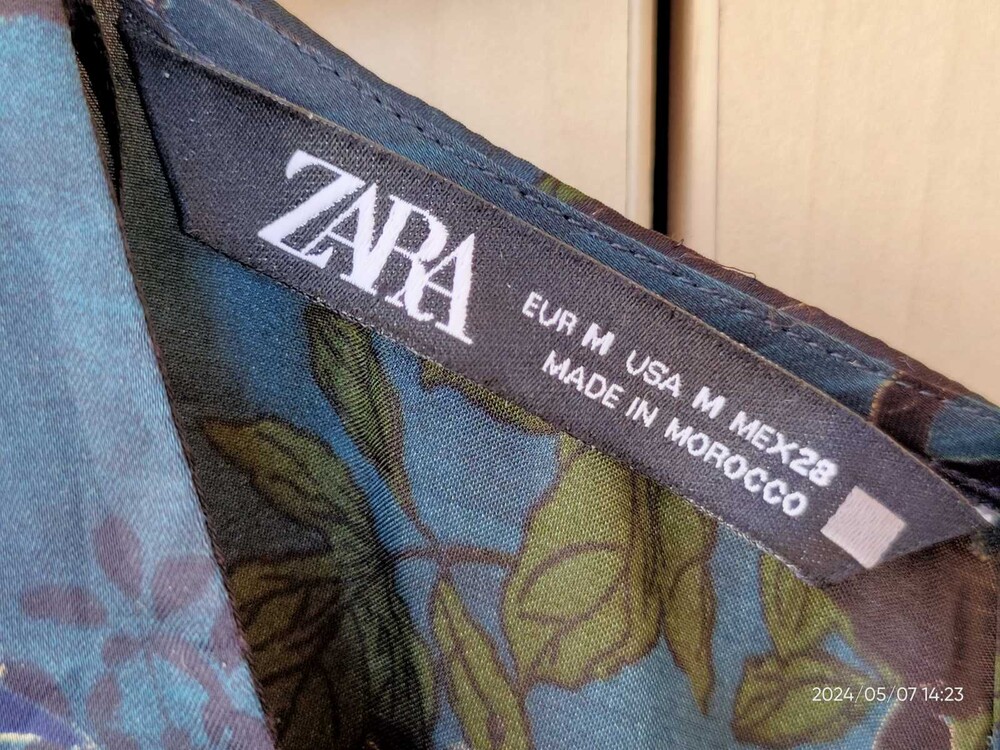 ZARA
EUR M USA M MEX28
MADE IN MOROCCO
2024/05/07 14:23